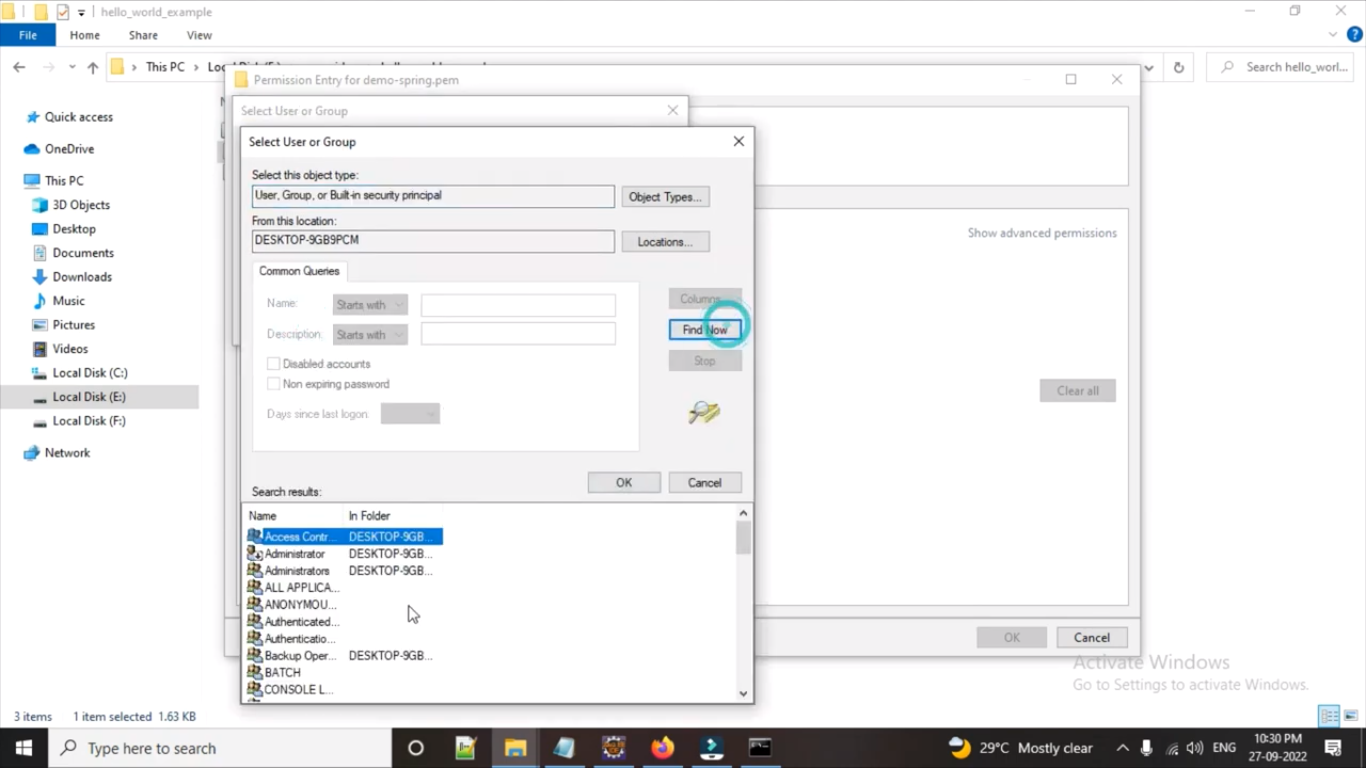 hello_world_example
File Home Share View
This PC
Search hello_worl...
Permission Entry for demo-spring.pem
Select User or Group
Select User or Group
Select this object type:
User, Group, or Built-in security principal
Object Types...
From this location:
DESKTOP-9GB9PCM
Locations...
Show advanced permissions
Common Queries
Name: Starts with
Columns...
Description: Starts with
Find Now
Disabled accounts
Stop
Non expiring password
Days since last logon:
Clear all
OK Cancel
Search results:
Name In Folder
Access Contr... DESKTOP-9GB...
Administrator DESKTOP-9GB...
Administrators DESKTOP-9GB...
ALL APPLICA...
ANONYMOU...
Authenticated...
Authenticatio...
Backup Oper... DESKTOP-9GB...
BATCH
CONSOLE L...
OK Cancel
Quick access
OneDrive
This PC
3D Objects
Desktop
Documents
Downloads
Music
Pictures
Videos
Local Disk (C:)
Local Disk (E:)
Local Disk (F:)
Network
Activate Windows
Go to Settings to activate Windows.
3 items 1 item selected 1.63 KB
Type here to search
29°C Mostly clear
ENG
10:30 PM
27-09-2022